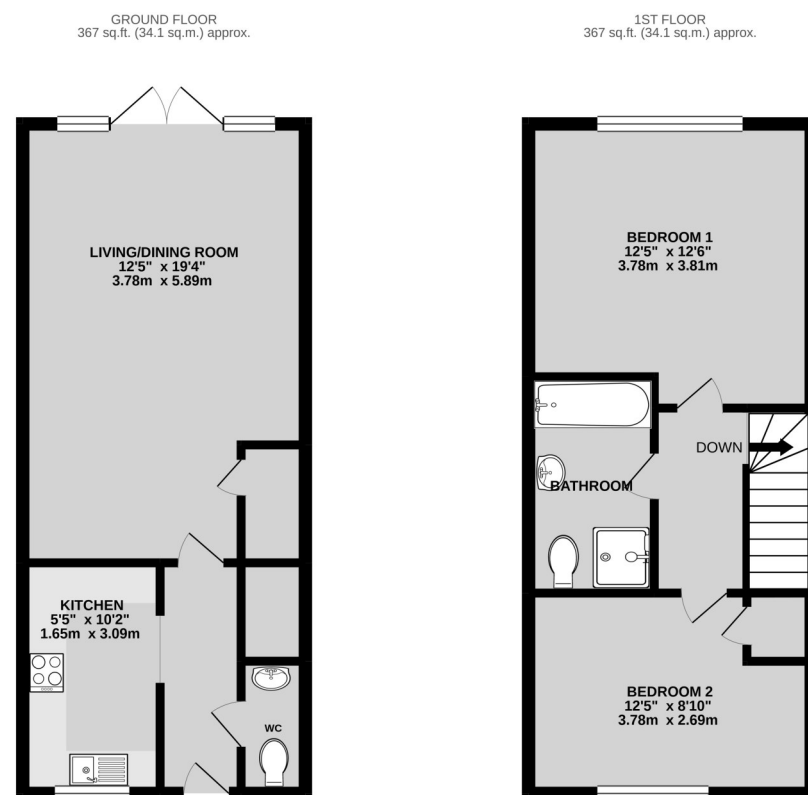 GROUND FLOOR
367 sq.ft. (34.1 sq.m.) approx.
LIVING/DINING ROOM
12'5" x 19'4"
3.78m x 5.89m
KITCHEN
5'5" x 10'2"
1.65m x 3.09m
WC
1ST FLOOR
367 sq.ft. (34.1 sq.m.) approx.
BEDROOM 1
12'5" x 12'6"
3.78m x 3.81m
DOWN
BATHROOM
BEDROOM 2
12'5" x 8'10"
3.78m x 2.69m